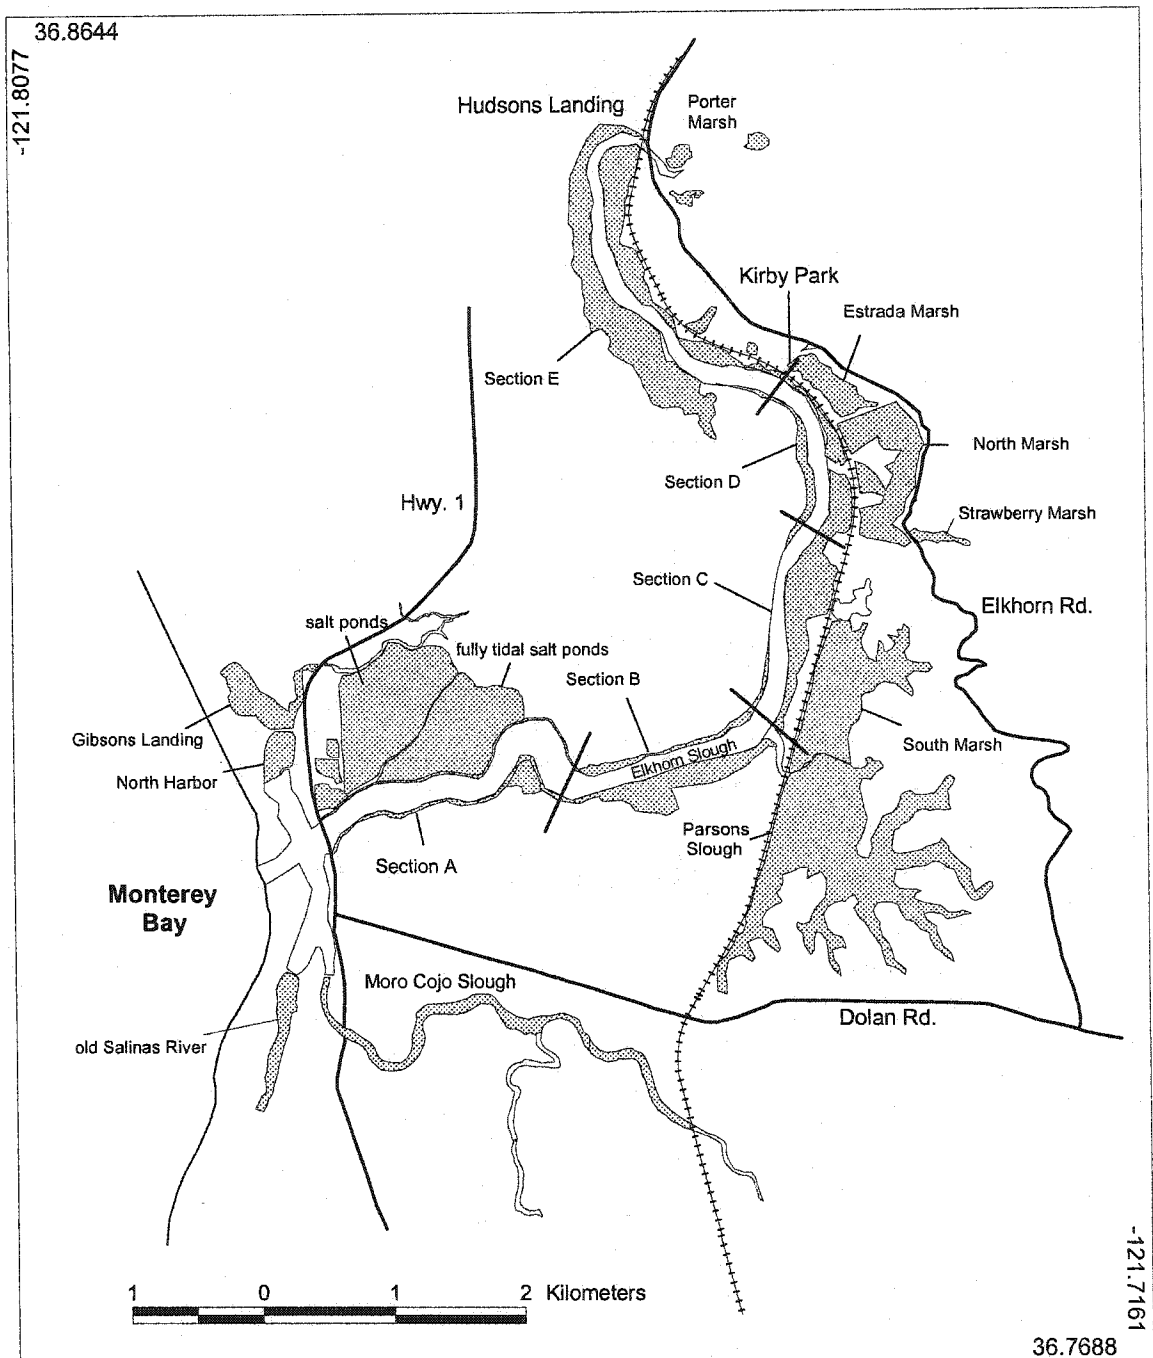 36.8644
-121.8077
Hudsons Landing
Porter
Marsh
Kirby Park
Estrada Marsh
Section E
North Marsh
Section D
Hwy. 1
Strawberry Marsh
Section C
Elkhorn Rd.
salt ponds
fully tidal salt ponds
Section B
Gibsons Landing
Elkhorn Slough
South Marsh
North Harbor
Parsons
Slough
Section A
Monterey
Bay
Moro Cojo Slough
Dolan Rd.
old Salinas River
1 0 1 2 Kilometers
-121.7161
36.7688